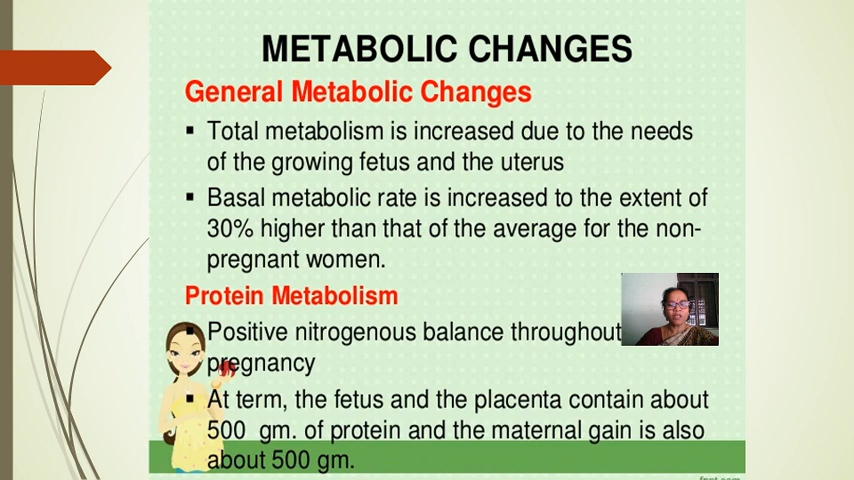 METABOLIC CHANGES
General Metabolic Changes
▪ Total metabolism is increased due to the needs
of the growing fetus and the uterus
▪ Basal metabolic rate is increased to the extent of
30% higher than that of the average for the non-
pregnant women.
Protein Metabolism
▪ Positive nitrogenous balance throughout
pregnancy
▪ At term, the fetus and the placenta contain about
500 gm. of protein and the maternal gain is also
about 500 gm.